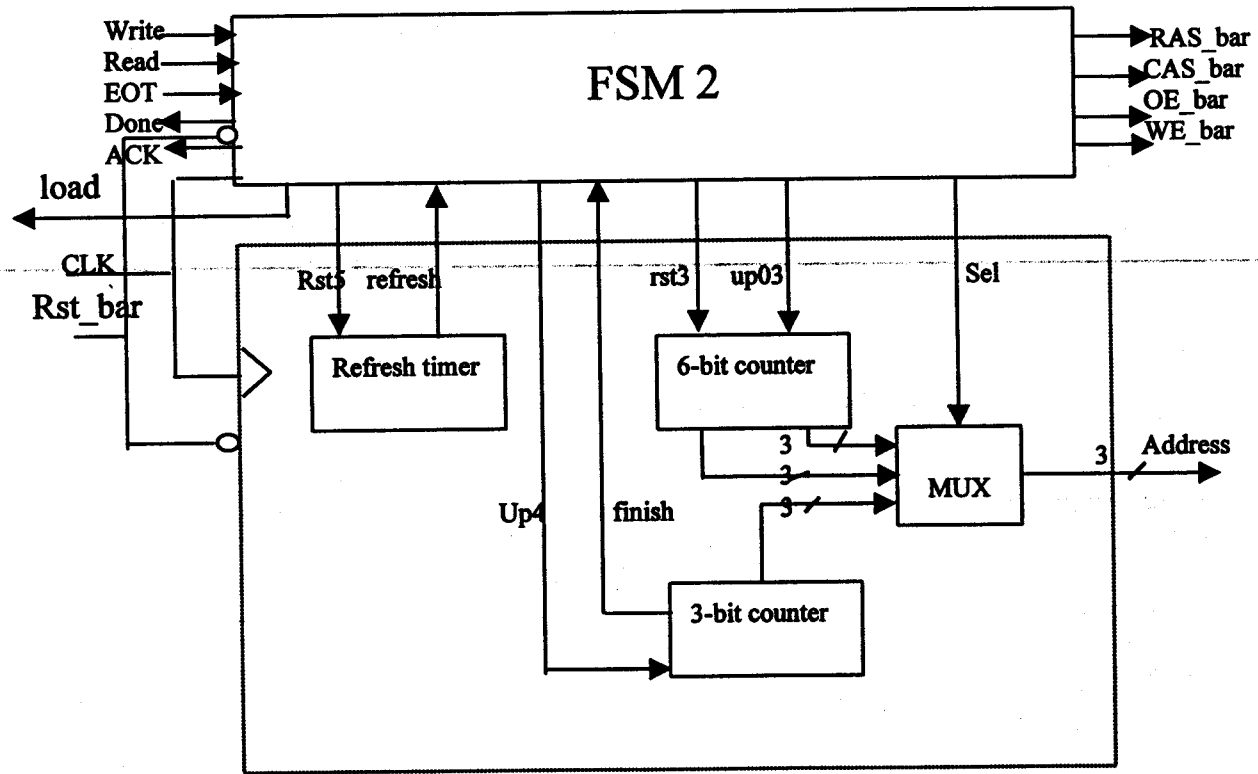 Write
Read
EOT
Done
ACK
FSM 2
RAS_bar
CAS_bar
OE_bar
WE_bar
load
CLK
Rst_bar
Rst5
refresh
rst3
up03
Sel
Refresh timer
6-bit counter
3
3
3
MUX
3
Address
Up4
finish
3-bit counter